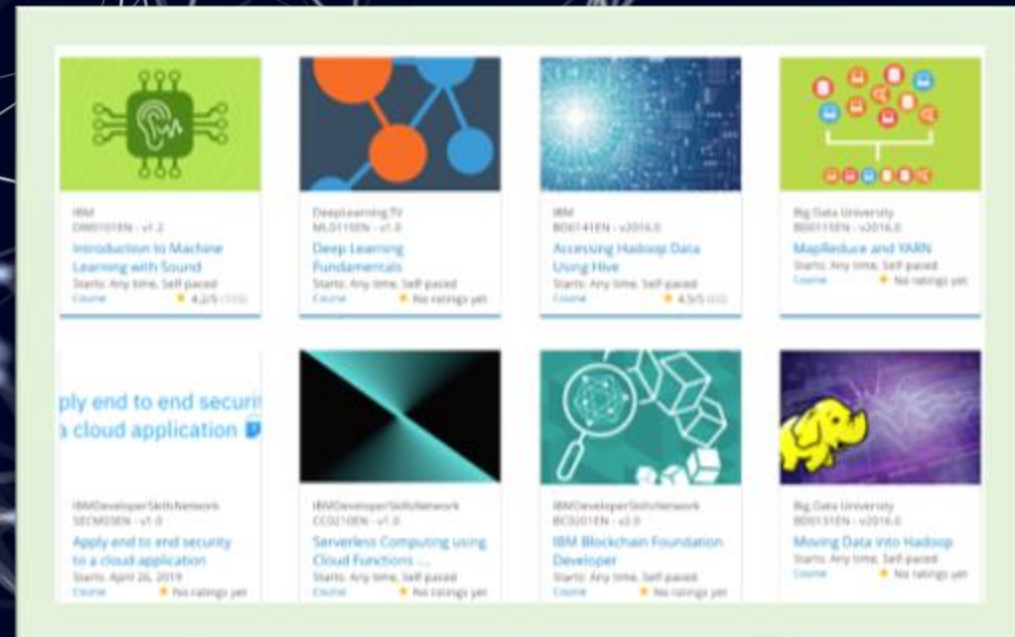 IBM
- v1.2
Introduction to Machine
Learning with Sound
Starts: Any time, Self-paced
Course 4.2/5
DeepLearning.TV
ML0115EN - v1.0
Deep Learning
Fundamentals
Starts: Any time, Self-paced
Course No ratings yet
IBM
BD0141EN - v2016.0
Accessing Hadoop Data
Using Hive
Starts: Any time, Self-paced
Course 4.5/5
Big Data University
BD0115EN - v2016.0
MapReduce and YARN
Starts: Any time, Self-paced
Course No ratings yet
ply end to end securit
a cloud application
IBMDeveloperSkillsNetwork
SECM03EN - v1.0
Apply end to end security
to a cloud application
Starts: April 26, 2019
Course No ratings yet
IBMDeveloperSkillsNetwork
CC0210EN - v1.0
Serverless Computing using
Cloud Functions - ...
Starts: Any time, Self-paced
Course No ratings yet
IBMDeveloperSkillsNetwork
BC0201EN - v2.0
IBM Blockchain Foundation
Developer
Starts: Any time, Self-paced
Course No ratings yet
Big Data University
BD0131EN - v2016.0
Moving Data into Hadoop
Starts: Any time, Self-paced
Course No ratings yet